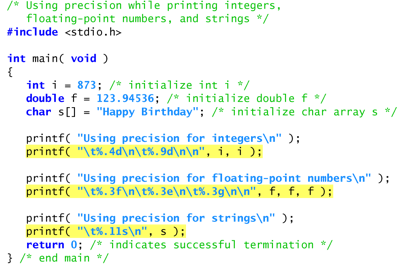 /* Using precision while printing integers,
   floating-point numbers, and strings */
#include <stdio.h>

int main( void )
{
   int i = 873; /* initialize int i */
   double f = 123.94536; /* initialize double f */
   char s[] = "Happy Birthday"; /* initialize char array s */

   printf( "Using precision for integers\n" );
   printf( "\t%.4d\n\t%.9d\n\n", i, i );

   printf( "Using precision for floating-point numbers\n" );
   printf( "\t%.3f\n\t%.3e\n\t%.3g\n\n", f, f, f );

   printf( "Using precision for strings\n" );
   printf( "\t%.11s\n", s );
   return 0; /* indicates successful termination */
} /* end main */